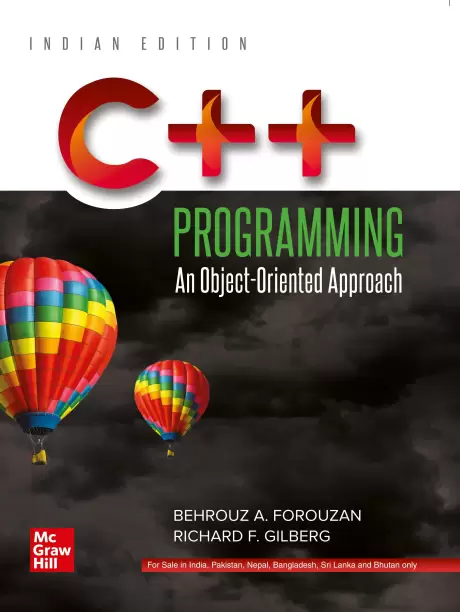 INDIAN EDITION
C++
PROGRAMMING
An Object-Oriented Approach
BEHROUZ A. FOROUZAN
RICHARD F. GILBERG
Mc
Graw
Hill
For Sale in India, Pakistan, Nepal, Bangladesh, Sri Lanka and Bhutan only